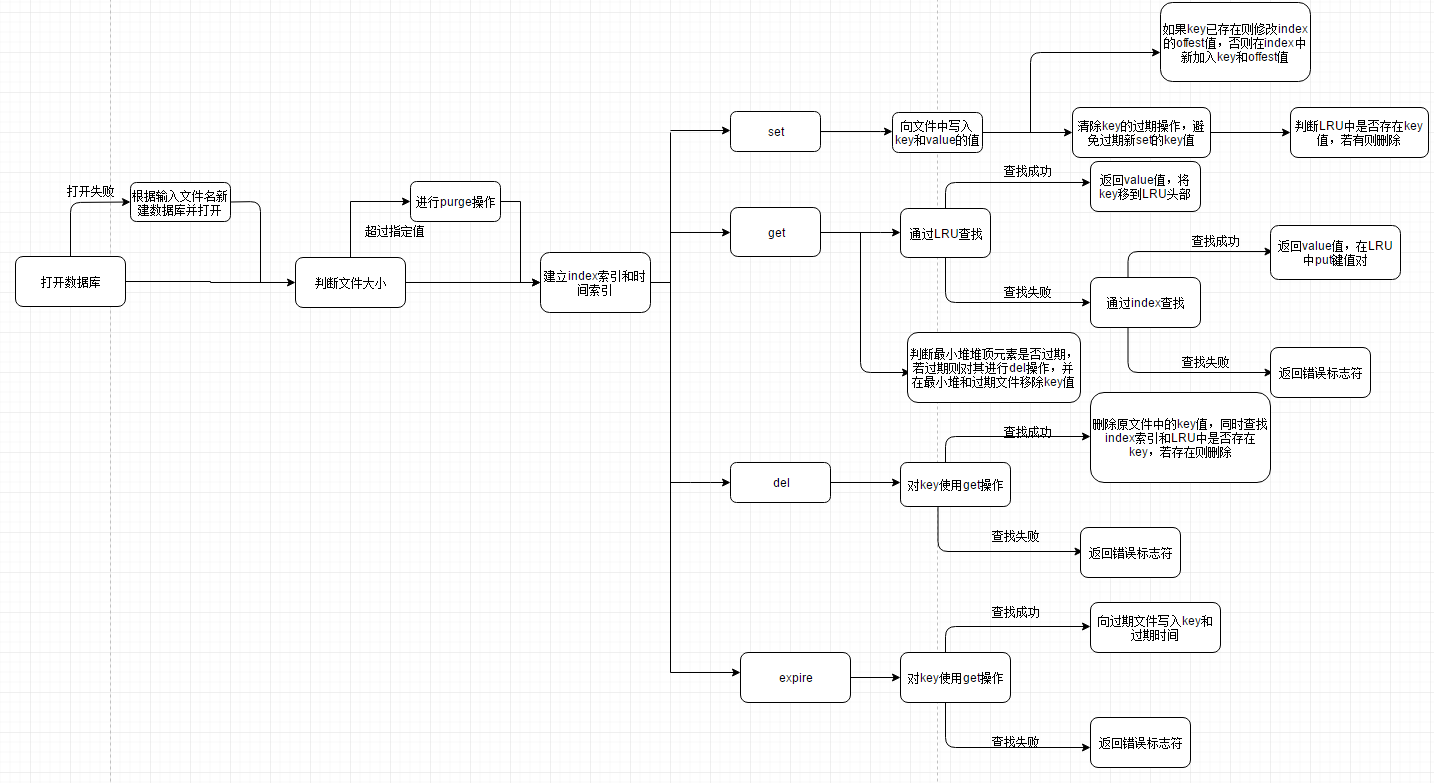 打开数据库
打开失败
根据输入文件名新
建数据库并打开
判断文件大小
超过指定值
进行purge操作
建立index索引和时
间索引
set
向文件中写入
key和value的值
如果key已存在则修改index
的offest值，否则在index中
新加入key和offest值
清除key的过期操作，避
免过期新set的key值
判断LRU中是否存在key
值，若有则删除
get
通过LRU查找
查找成功
返回value值，将
key移到LRU头部
查找失败
通过index查找
查找成功
返回value值，在LRU
中put键值对
查找失败
返回错误标志符
判断最小堆堆顶元素是否过期，
若过期则对其进行del操作，并
在最小堆和过期文件移除key值
del
对key使用get操作
查找成功
删除原文件中的key值，同时查找
index索引和LRU中是否存在
key，若存在则删除
查找失败
返回错误标志符
expire
对key使用get操作
查找成功
向过期文件写入key和
过期时间
查找失败
返回错误标志符